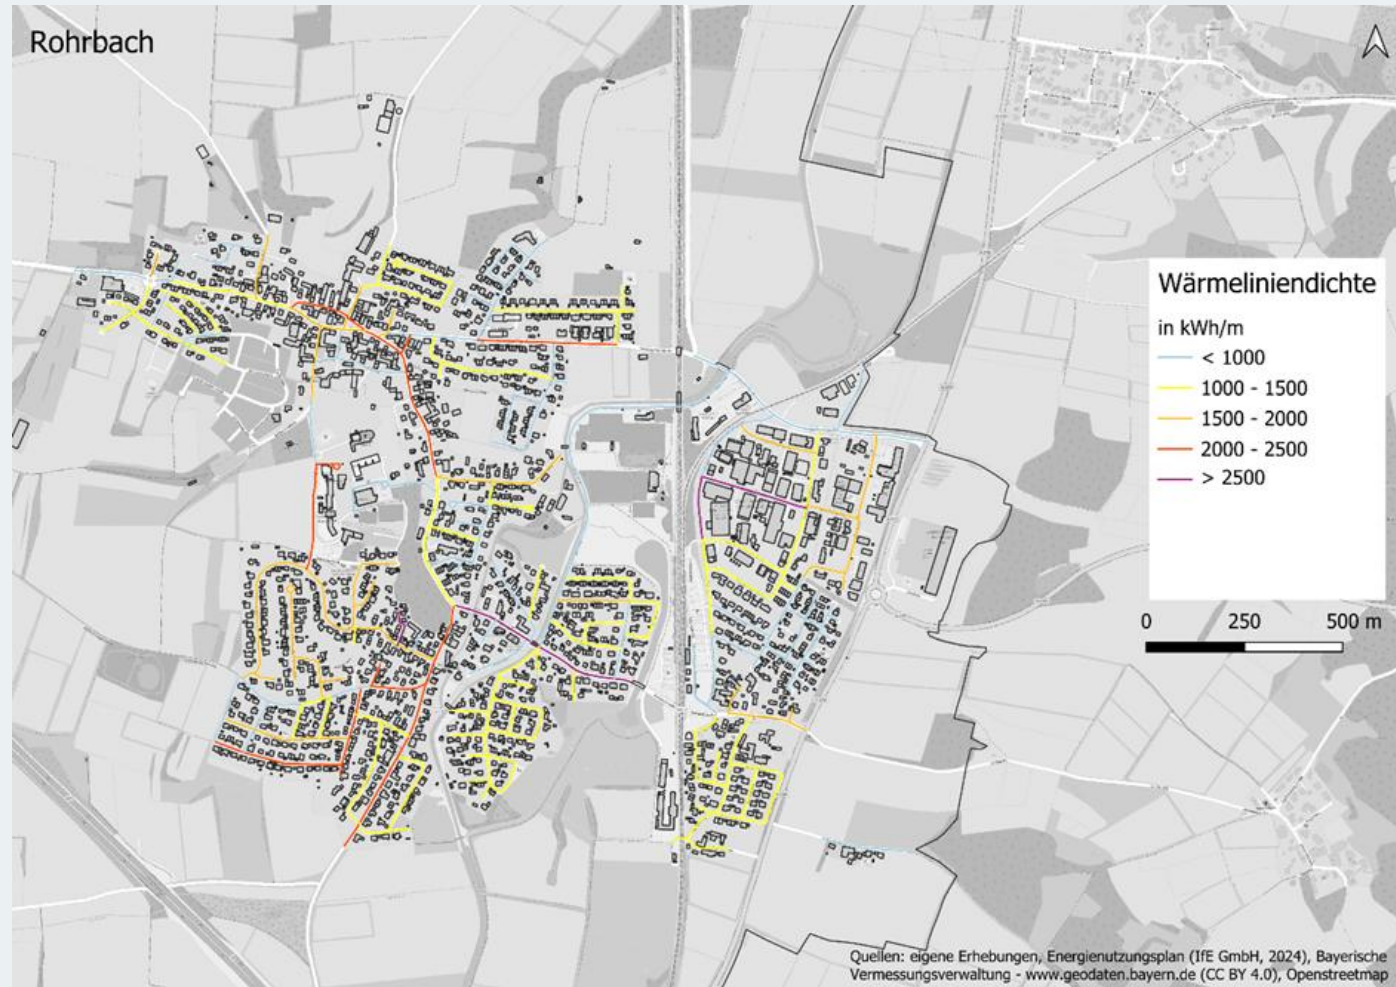 Rohrbach
Wärmeliniendichte
in kWh/m
< 1000
1000 - 1500
1500 - 2000
2000 - 2500
> 2500
0 250 500 m
Quellen: eigene Erhebungen, Energienutzungsplan (IfE GmbH, 2024), Bayerische
Vermessungsverwaltung - www.geodaten.bayern.de (CC BY 4.0), Openstreetmap